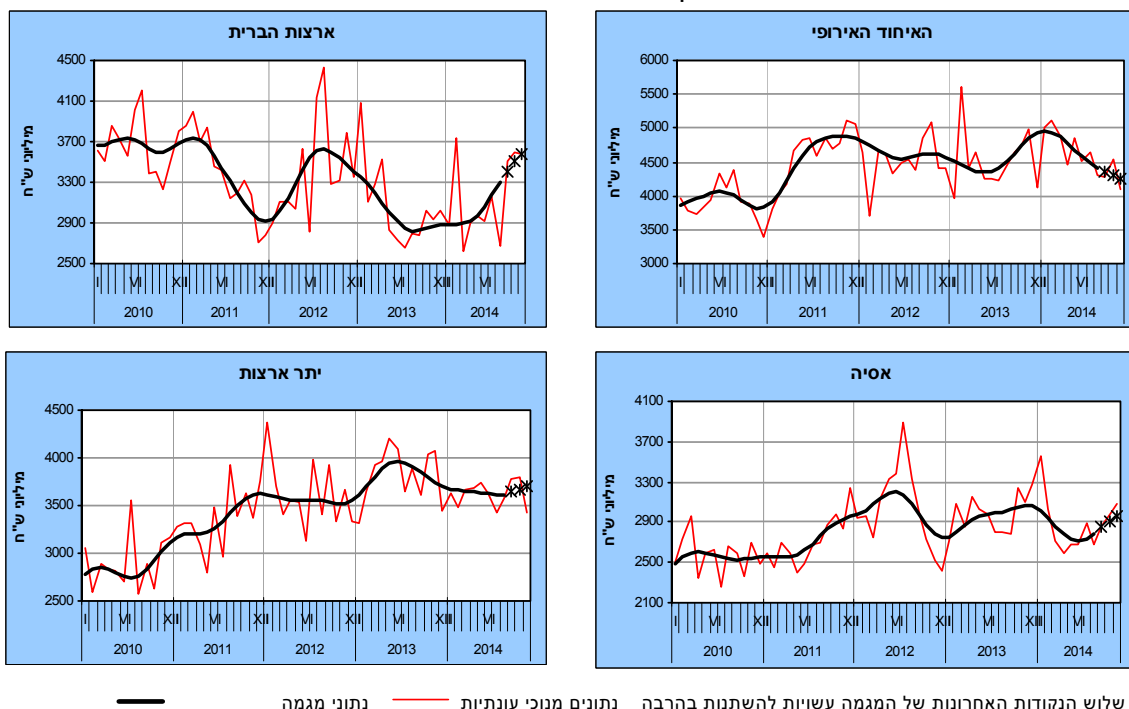 ארצות הברית
מיליוני ש"ח
4500
4100
3700
3300
2900
2500
I VI XII I VI XII I VI XII I VI XII I VI
2010 2011 2012 2013 2014
האיחוד האירופי
מיליוני ש"ח
6000
5500
5000
4500
4000
3500
3000
I VI XII I VI XII I VI XII I VI XII I VI
2010 2011 2012 2013 2014
יתר ארצות
מיליוני ש"ח
4500
4000
3500
3000
2500
I VI XII I VI XII I VI XII I VI XII I VI
2010 2011 2012 2013 2014
אסיה
מיליוני ש"ח
4100
3700
3300
2900
2500
2100
I VI XII I VI XII I VI XII I VI XII I VI
2010 2011 2012 2013 2014
שלוש הנקודות האחרונות של המגמה עשויות להשתנות בהרבה נתונים מנוכי עונתיות נתוני מגמה